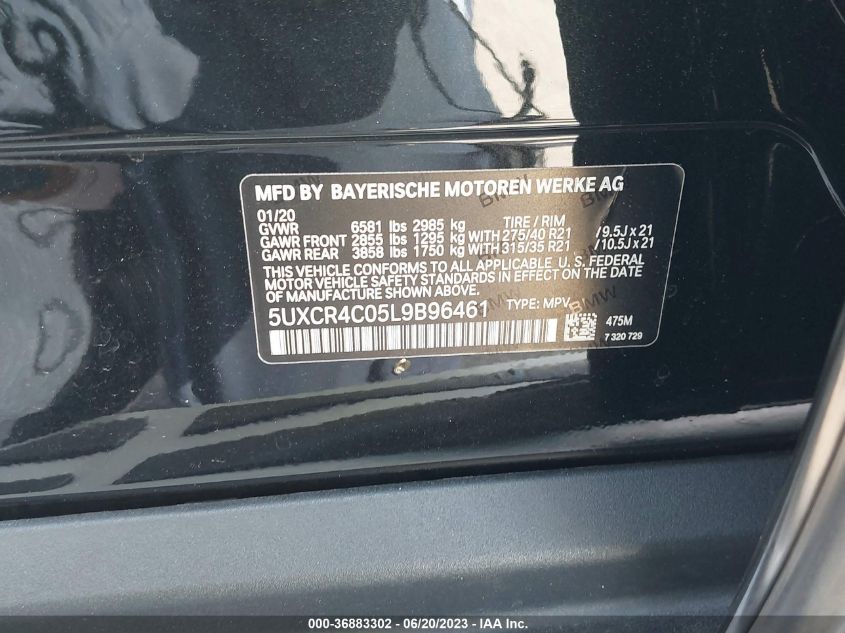 MFD BY BAYERISCHE MOTOREN WERKE AG
01/20 TIRE / RIM
GVWR 6581 lbs 2985 kg
GAWR FRONT 2855 lbs 1295 kg WITH 275/40 R21 /9.5J x 21
GAWR REAR 3858 lbs 1750 kg WITH 315/35 R21 /10.5J x 21
THIS VEHICLE CONFORMS TO ALL APPLICABLE U. S. FEDERAL
MOTOR VEHICLE SAFETY STANDARDS IN EFFECT ON THE DATE
OF MANUFACTURE SHOWN ABOVE.
5UXCR4C05L9B96461 TYPE: MPV
475M
7 320 729
BMW
BMW
BMW
000-36883302 - 06/20/2023 - IAA Inc.